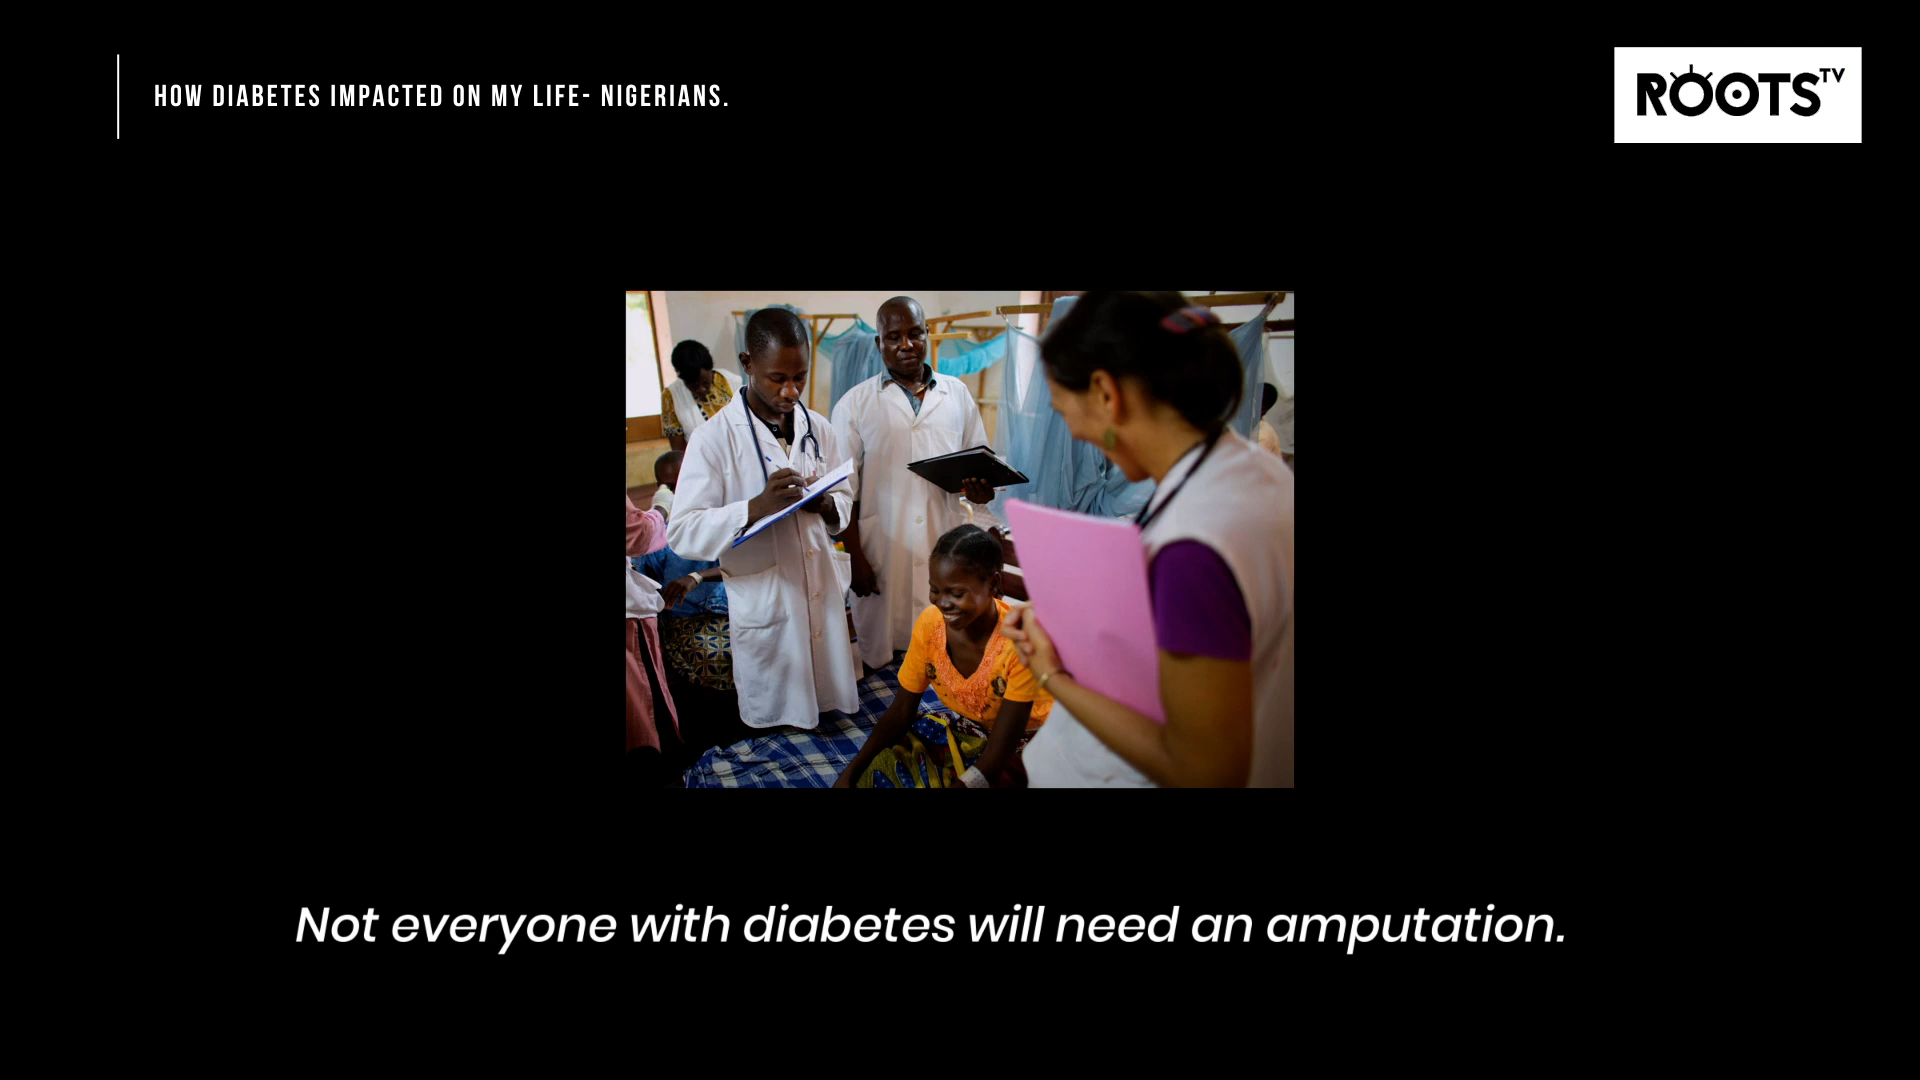 HOW DIABETES IMPACTED ON MY LIFE- NIGERIANS.
ROOTS TV
Not everyone with diabetes will need an amputation.